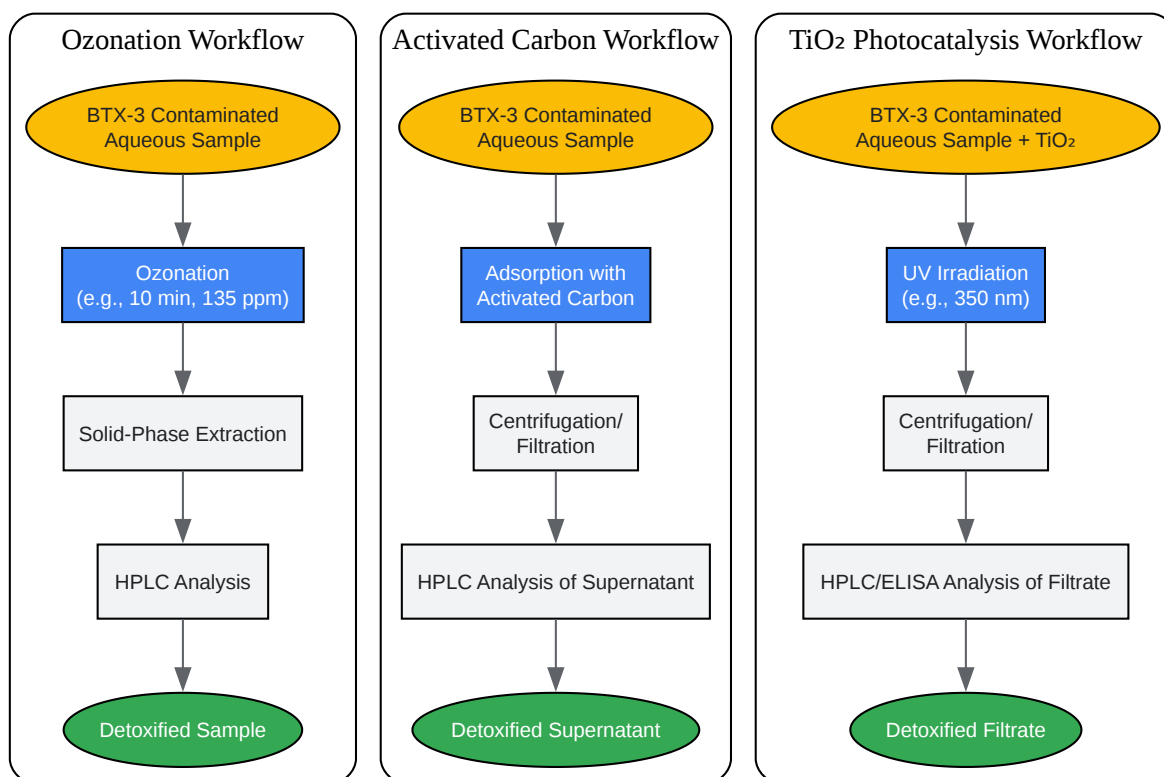 Ozonation Workflow
BTX-3 Contaminated
Aqueous Sample
Ozonation
(e.g., 10 min, 135 ppm)
Solid-Phase Extraction
HPLC Analysis
Detoxified Sample
Activated Carbon Workflow
BTX-3 Contaminated
Aqueous Sample
Adsorption with
Activated Carbon
Centrifugation/
Filtration
HPLC Analysis of Supernatant
Detoxified Supernatant
TiO₂ Photocatalysis Workflow
BTX-3 Contaminated
Aqueous Sample + TiO₂
UV Irradiation
(e.g., 350 nm)
Centrifugation/
Filtration
HPLC/ELISA Analysis of Filtrate
Detoxified Filtrate